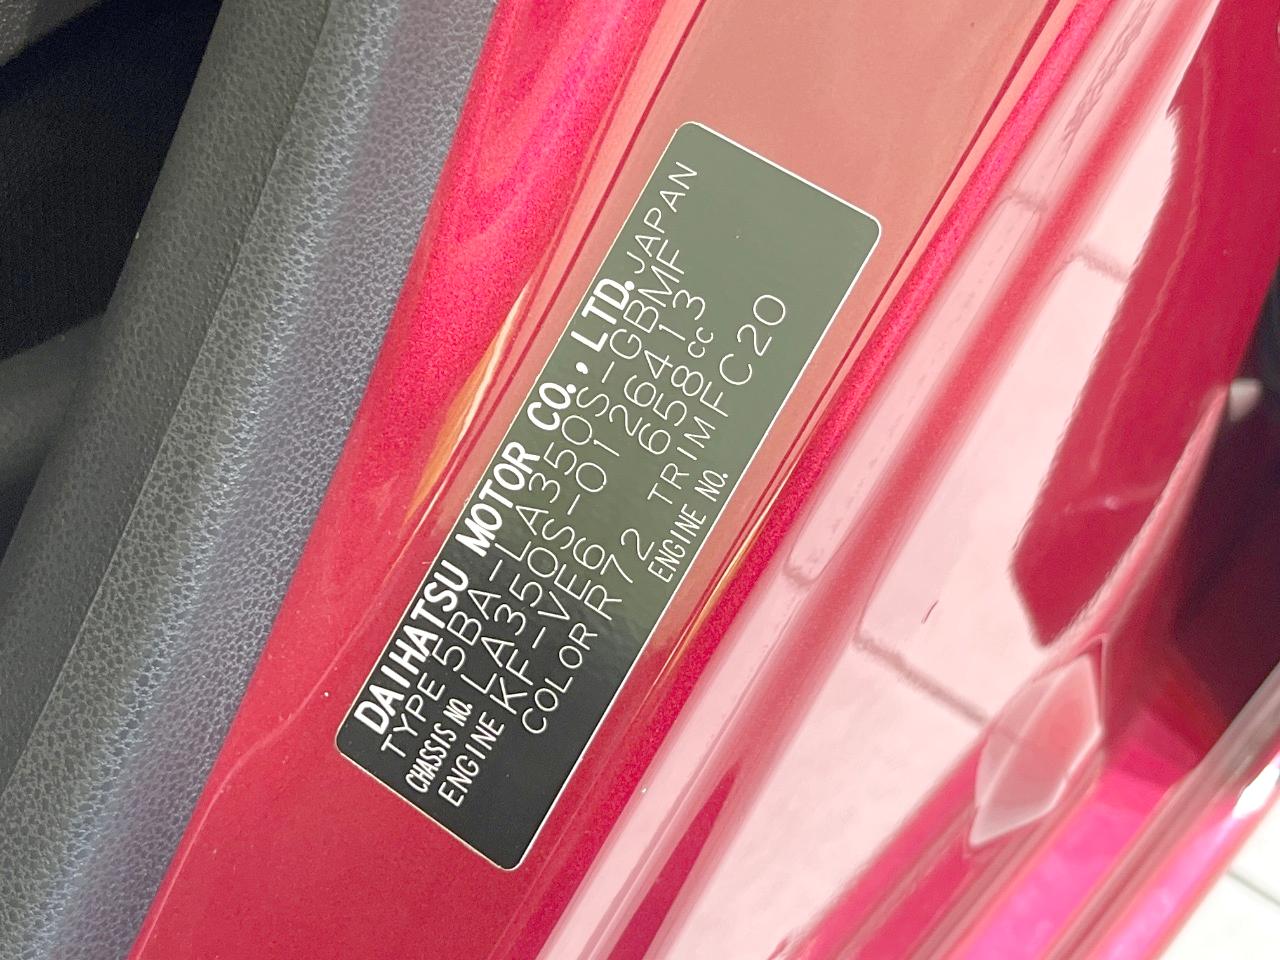 DAIHATSU MOTOR CO., LTD. JAPAN
TYPE 5BA-LA350S-GBMF
CHASSIS NO. LA350S-0126413
ENGINE KF-VE6 658cc
COLOR R72 TRIM FC20
ENGINE NO.